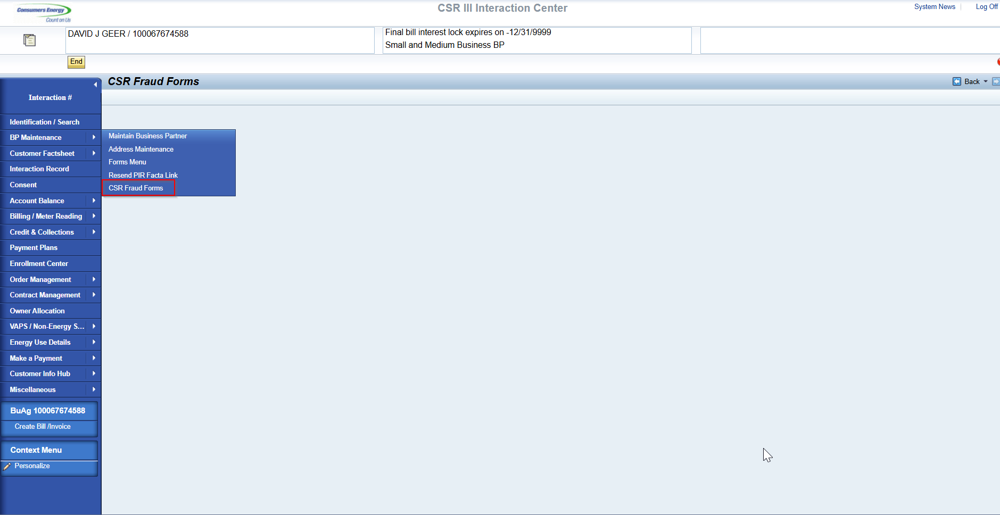 Consumers Energy
Count on Us
CSR III Interaction Center
System News
Log Off
DAVID J GEER / 100067674588
Final bill interest lock expires on -12/31/9999
Small and Medium Business BP
End
CSR Fraud Forms
Back
Interaction #
Identification / Search
BP Maintenance
Customer Factsheet
Interaction Record
Consent
Account Balance
Billing / Meter Reading
Credit & Collections
Payment Plans
Enrollment Center
Order Management
Contract Management
Owner Allocation
VAPS / Non-Energy S...
Energy Use Details
Make a Payment
Customer Info Hub
Miscellaneous
Maintain Business Partner
Address Maintenance
Forms Menu
Resend PIR Facta Link
CSR Fraud Forms
BuAg 100067674588
Create Bill /Invoice
Context Menu
Personalize